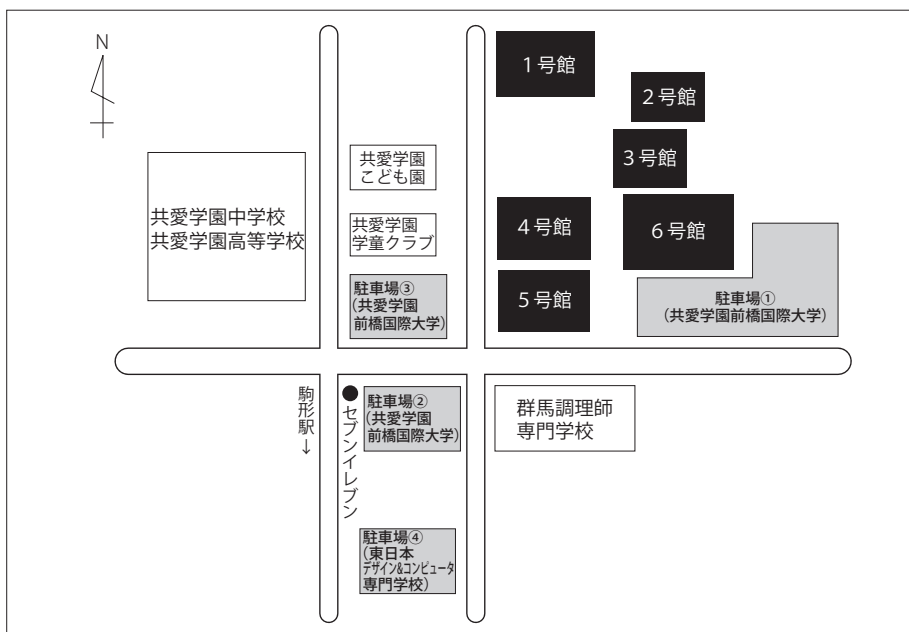 N
1号館
2号館
3号館
共愛学園
こども園
共愛学園中学校
共愛学園高等学校
共愛学園
学童クラブ
4号館
6号館
駐車場③
(共愛学園
前橋国際大学)
5号館
駐車場①
(共愛学園前橋国際大学)
駒形駅→
●セブンイレブン
駐車場②
(共愛学園
前橋国際大学)
群馬調理師
専門学校
駐車場④
(東日本
デザイン&コンピュータ
専門学校)